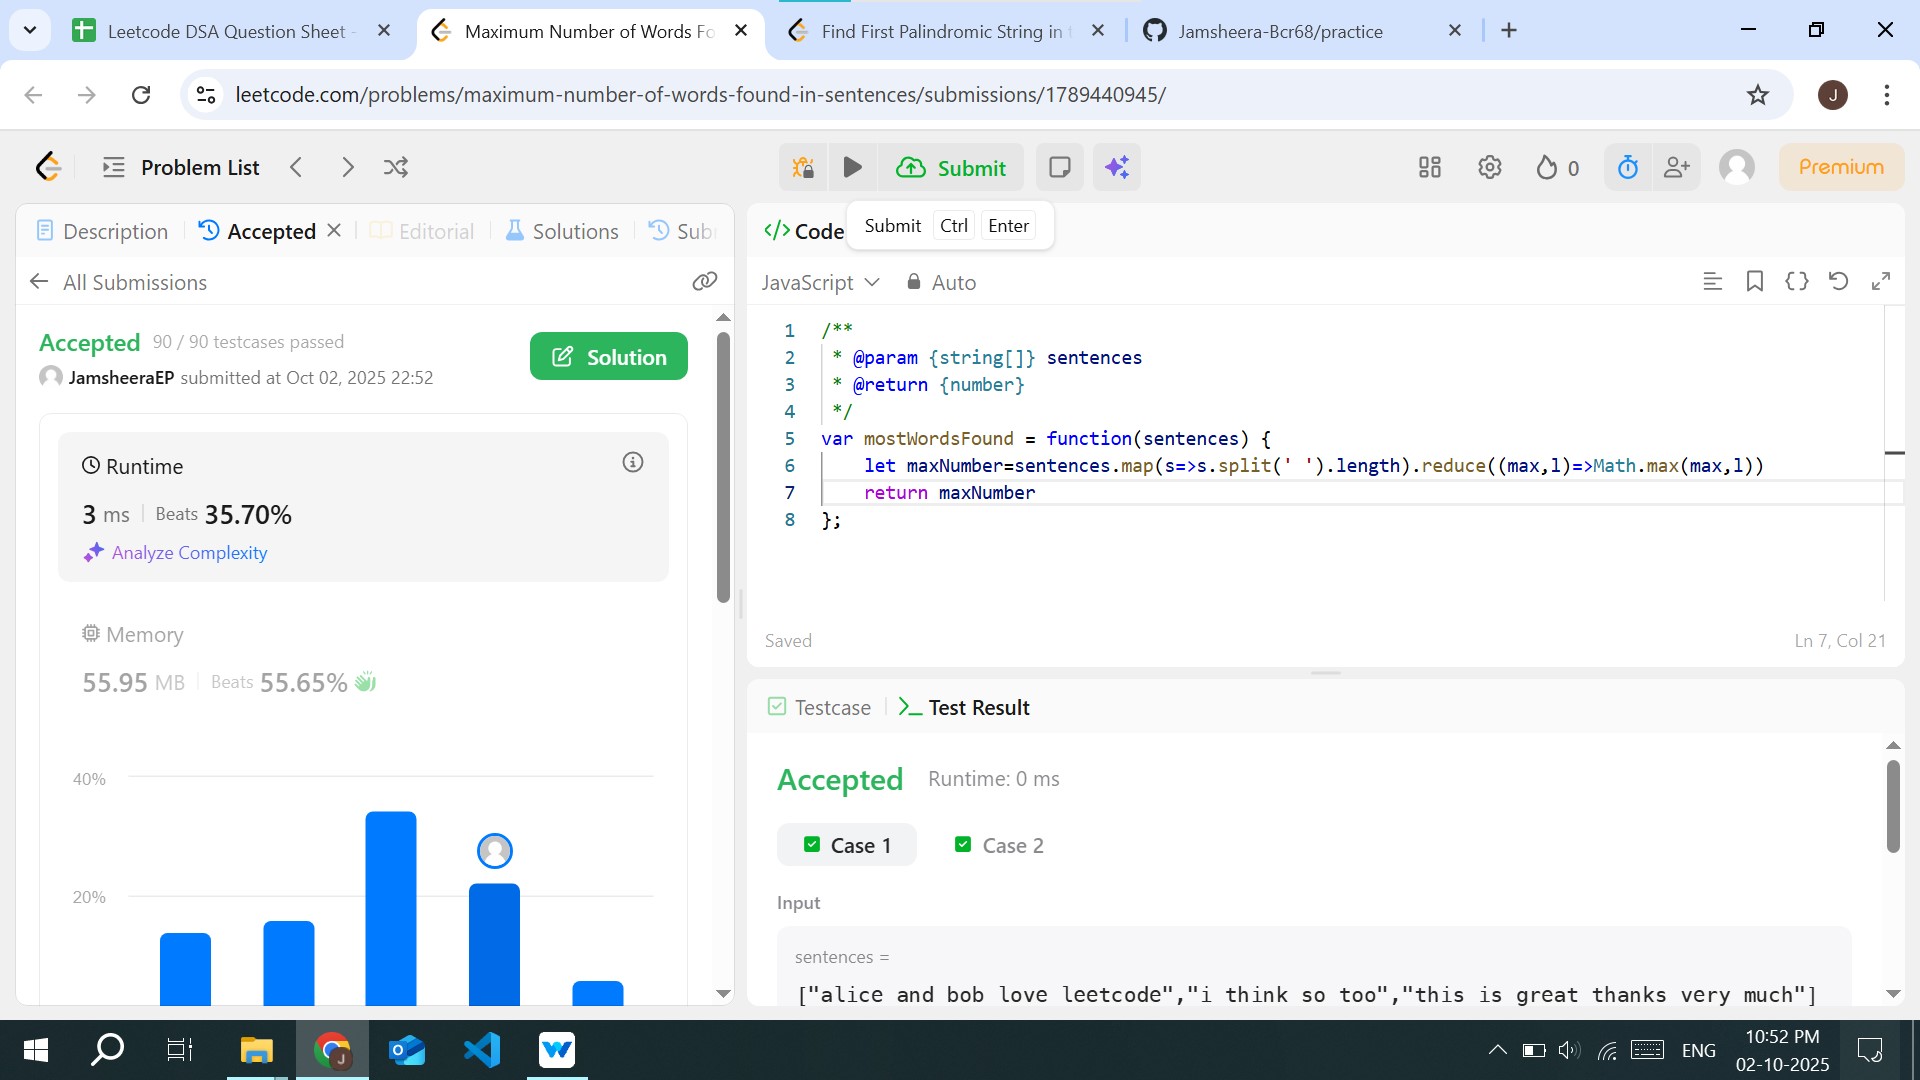 Leetcode DSA Question Sheet -
Maximum Number of Words Fo
Find First Palindromic String in t
Jamsheera-Bcr68/practice
leetcode.com/problems/maximum-number-of-words-found-in-sentences/submissions/1789440945/
J
Problem List
Submit
0
Premium
Description
Accepted
Editorial
Solutions
Sub
</> Code
Submit Ctrl Enter
All Submissions
JavaScript
Auto
Accepted 90 / 90 testcases passed
JamsheeraEP submitted at Oct 02, 2025 22:52
Solution
Runtime
3 ms Beats 35.70%
Analyze Complexity
Memory
55.95 MB Beats 55.65%
40%
20%
1 /**
2 * @param {string[]} sentences
3 * @return {number}
4 */
5 var mostWordsFound = function(sentences) {
6 let maxNumber=sentences.map(s=>s.split(' ').length).reduce((max,l)=>Math.max(max,l))
7 return maxNumber
8 };
Saved
Ln 7, Col 21
Testcase
Test Result
Accepted Runtime: 0 ms
Case 1
Case 2
Input
sentences =
["alice and bob love leetcode","i think so too","this is great thanks very much"]
J
W
ENG
10:52 PM
02-10-2025